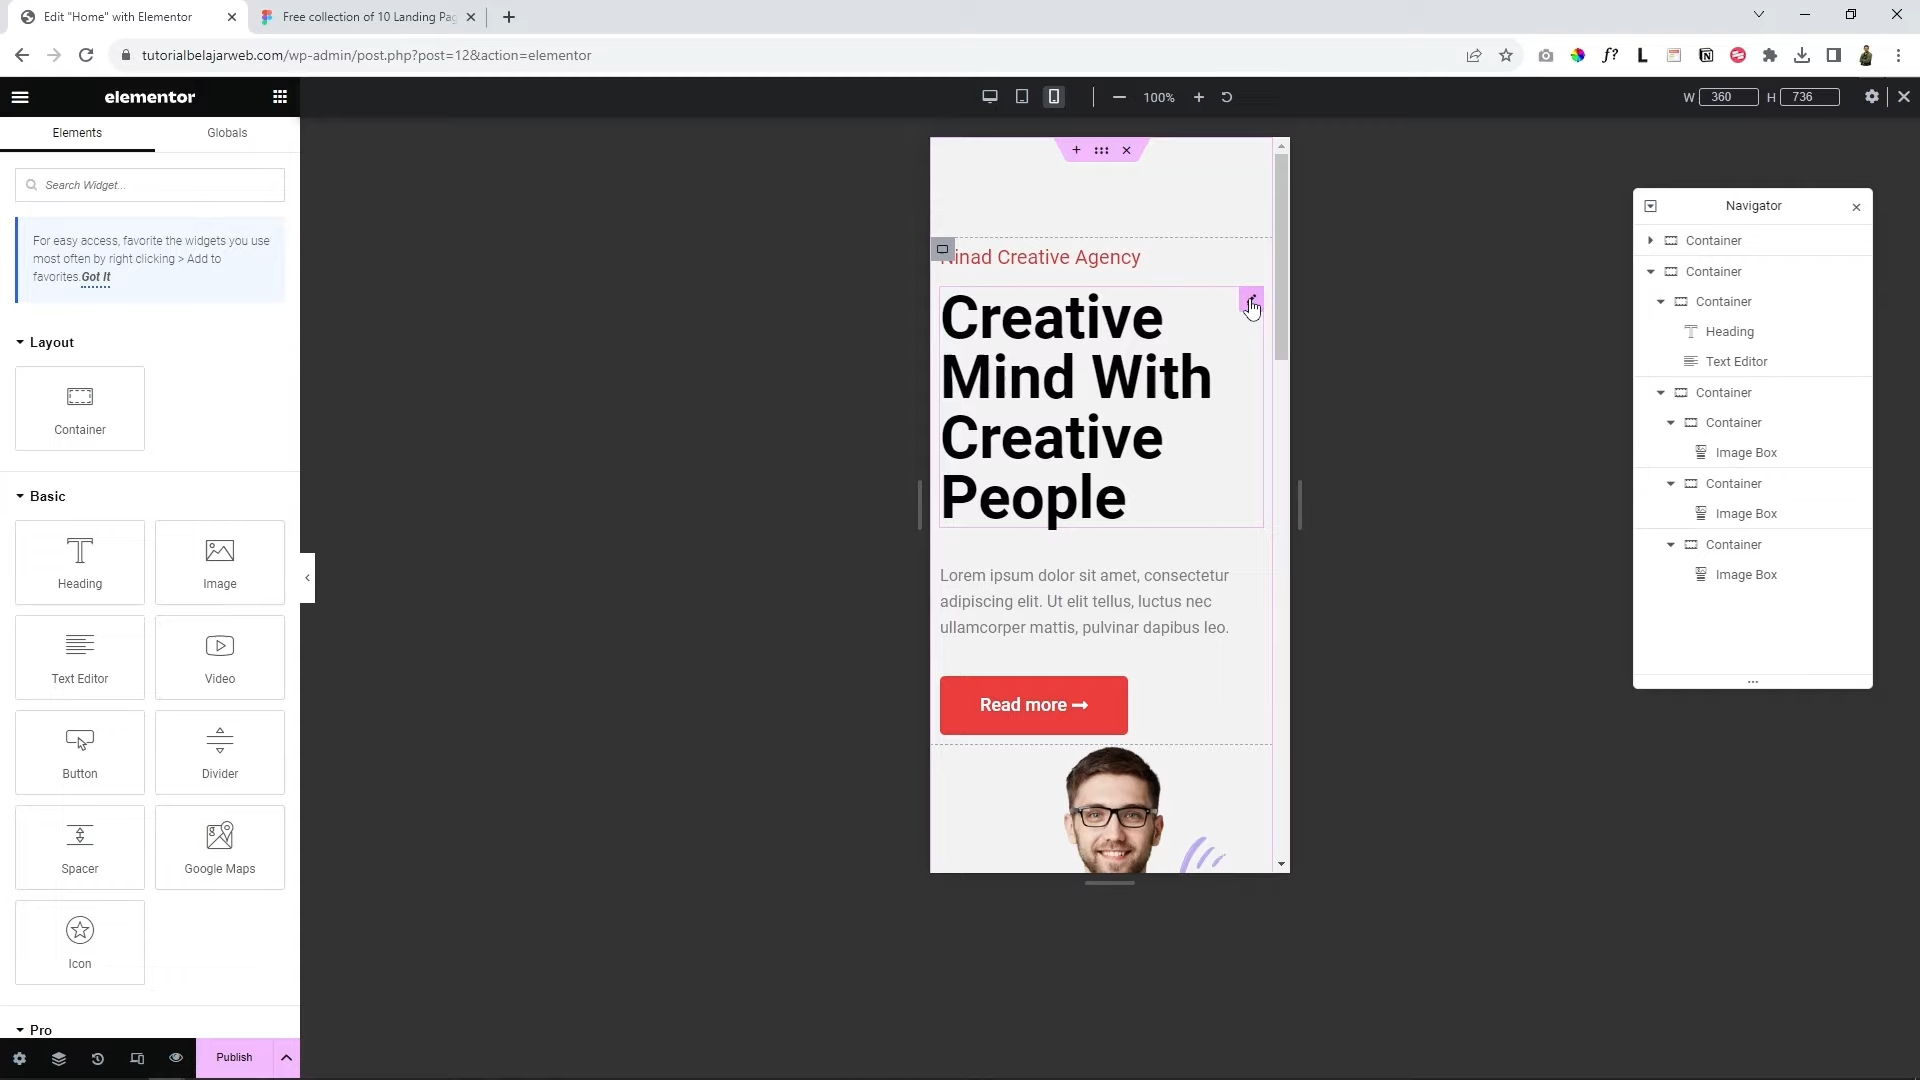 Edit "Home" with Elementor
Free collection of 10 Landing Pag
tutorialbelajarweb.com/wp-admin/post.php?post=12&action=elementor
elementor
100%
W 360 H 736
Elements Globals
Search Widget...
For easy access, favorite the widgets you use
most often by right clicking > Add to
favorites. Got It
Layout
Container
Basic
Heading Image
Text Editor Video
Button Divider
Spacer Google Maps
Icon
Pro
Publish
Ninad Creative Agency
Creative
Mind With
Creative
People
Lorem ipsum dolor sit amet, consectetur
adipiscing elit. Ut elit tellus, luctus nec
ullamcorper mattis, pulvinar dapibus leo.
Read more
Navigator
Container
Container
Container
Heading
Text Editor
Container
Container
Image Box
Container
Image Box
Container
Image Box